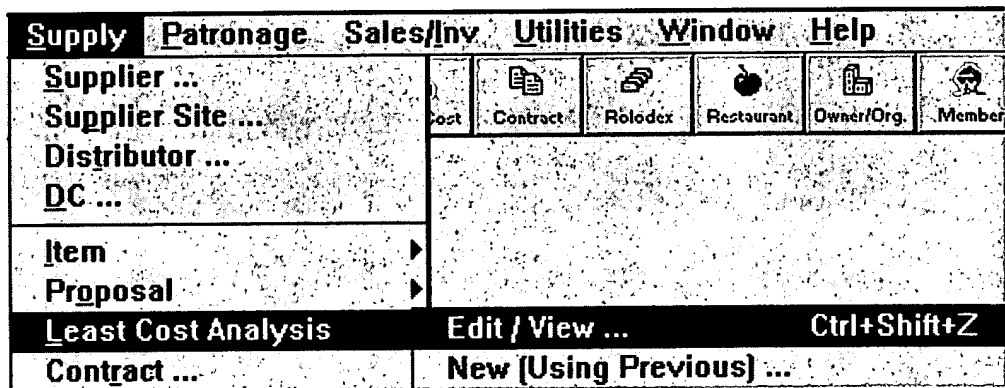 Supply Patronage Sales/Inv Utilities Window Help
Supplier ...
Supplier Site ...
Distributor ...
DC ...
Cost Contract Rolodex Restaurant Owner/Org. Member
Item
Proposal
Least Cost Analysis Edit / View ... Ctrl+Shift+Z
Contract ... New (Using Previous) ...